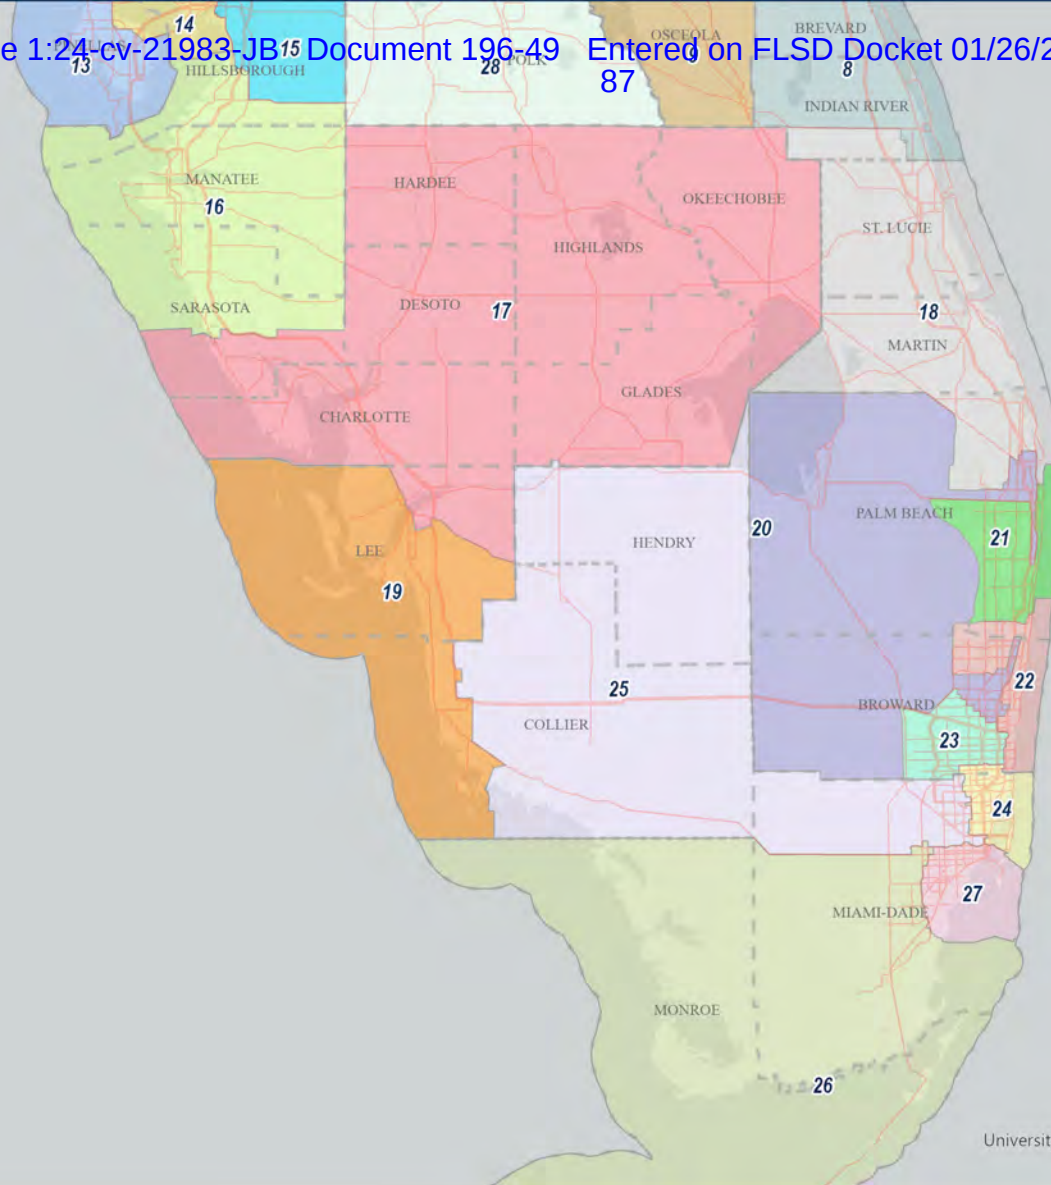 BREVARD
14
OSCEOLA
e 1:24-cv-21983-JB Document 196-49 Entered on FLSD Docket 01/26/2
87
13
15
28
POLK
9
8
HILLSBOROUGH
INDIAN RIVER
MANATEE
HARDEE
OKEECHOBEE
16
ST. LUCIE
HIGHLANDS
SARASOTA
DESOTO
17
18
MARTIN
GLADES
CHARLOTTE
PALM BEACH
20
21
HENDRY
LEE
19
22
25
BROWARD
COLLIER
23
24
27
MIAMI-DADE
MONROE
26
Universit